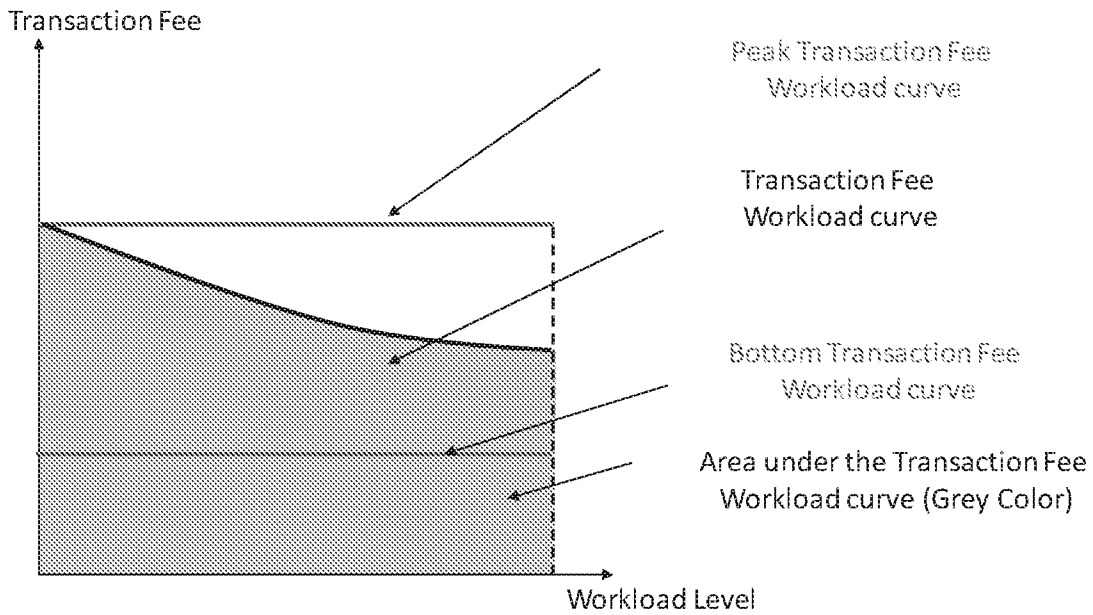 Transaction Fee
Peak Transaction Fee
Workload curve
Transaction Fee
Workload curve
Bottom Transaction Fee
Workload curve
Area under the Transaction Fee
Workload curve (Grey Color)
Workload Level